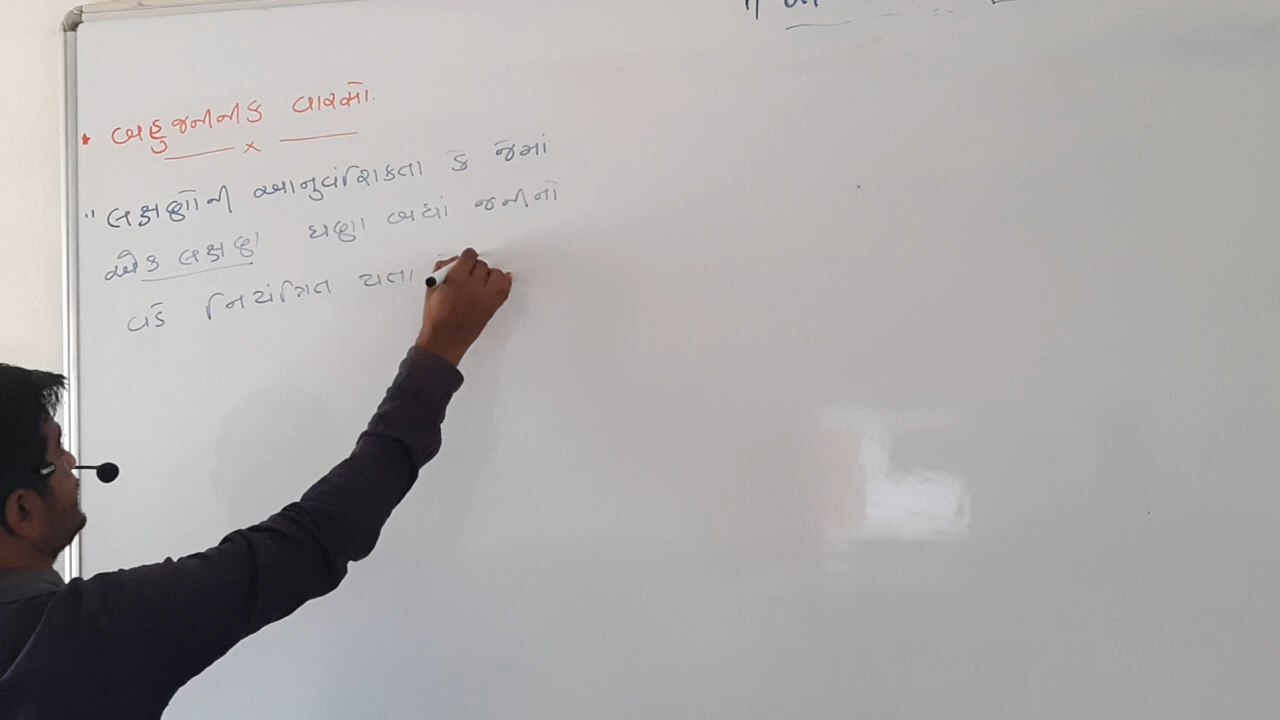 * બહુજનીનીક વારસો.
" લક્ષણોની આનુવંશિકતા કે જેમાં
એક લક્ષણ ઘણા બધાં જનીનો
વડે નિયંત્રિત થતા